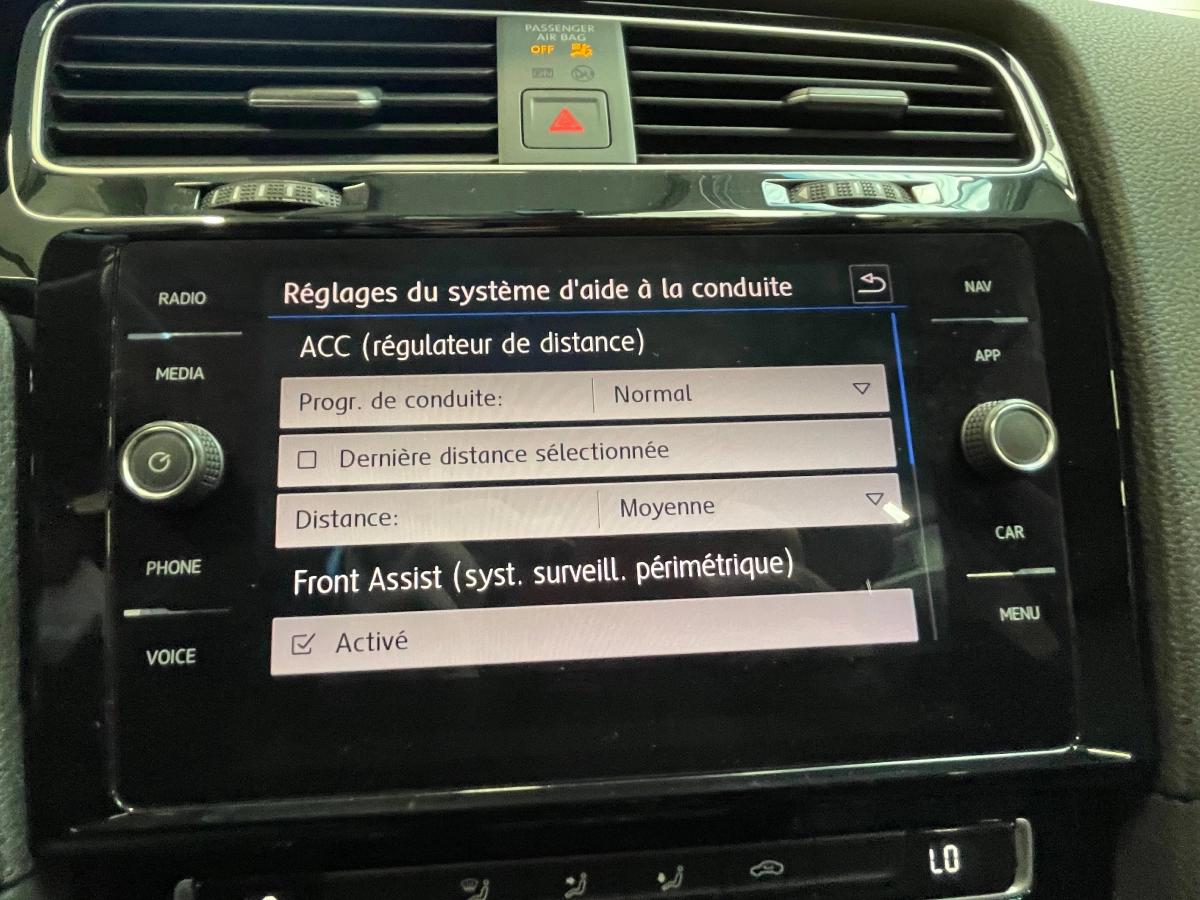 PASSENGER
AIR BAG
OFF
RADIO
MEDIA
PHONE
VOICE
Réglages du système d'aide à la conduite
ACC (régulateur de distance)
Progr. de conduite: Normal
Dernière distance sélectionnée
Distance: Moyenne
Front Assist (syst. surveill. périmétrique)
Activé
NAV
APP
CAR
MENU
LO